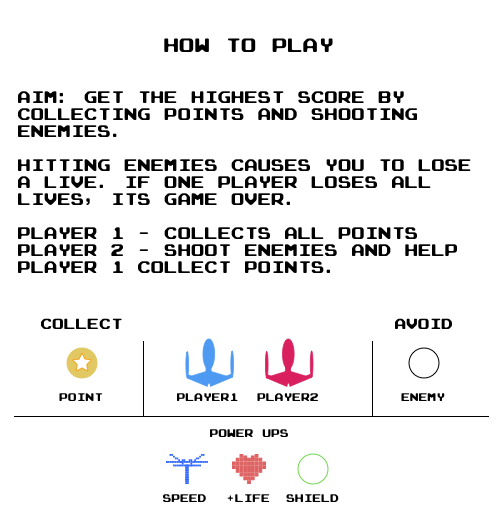 HOW TO PLAY
AIM: GET THE HIGHEST SCORE BY
COLLECTING POINTS AND SHOOTING
ENEMIES.
HITTING ENEMIES CAUSES YOU TO LOSE
A LIVE. IF ONE PLAYER LOSES ALL
LIVES, ITS GAME OVER.
PLAYER 1 - COLLECTS ALL POINTS
PLAYER 2 - SHOOT ENEMIES AND HELP
PLAYER 1 COLLECT POINTS.
COLLECT AVOID
POINT PLAYER1 PLAYER2 ENEMY
POWER UPS
SPEED +LIFE SHIELD